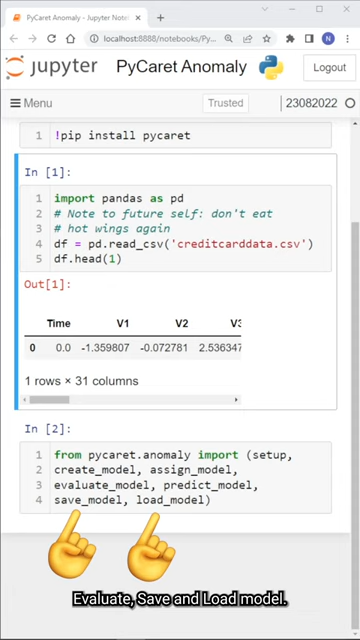 PyCaret Anomaly - Jupyter Note
localhost:8888/notebooks/Py...
N
jupyter PyCaret Anomaly Logout
Menu Trusted 23082022
1 !pip install pycaret
In [1]:
1 import pandas as pd
2 # Note to future self: don't eat
3 # hot wings again
4 df = pd.read_csv('creditcarddata.csv')
5 df.head(1)
Out[1]:
Time V1 V2 V3
0 0.0 -1.359807 -0.072781 2.536347
1 rows × 31 columns
In [2]:
1 from pycaret.anomaly import (setup,
2 create_model, assign_model,
3 evaluate_model, predict_model,
4 save_model, load_model)
Evaluate, Save and Load model.